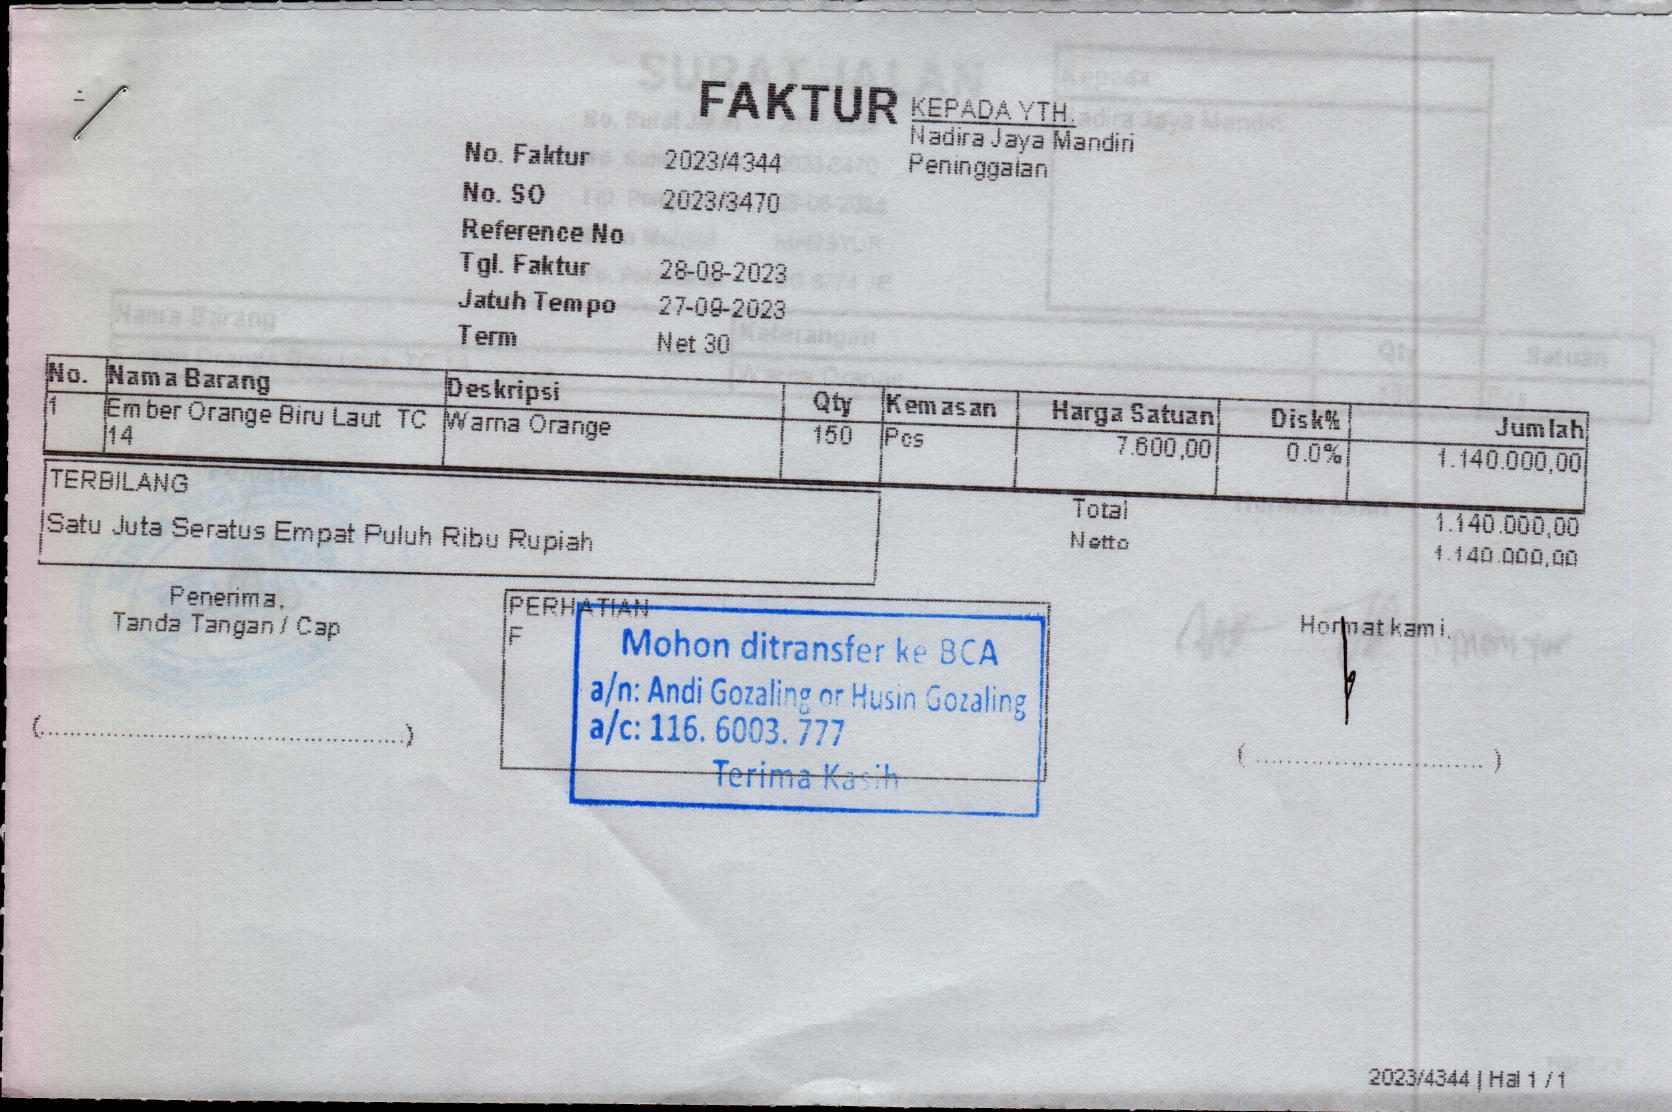 FAKTUR
KEPADA YTH.
Nadira Jaya Mandiri
Peninggalan
No. Faktur 2023/4344
No. SO 2023/3470
Reference No
Tgl. Faktur 28-08-2023
Jatuh Tempo 27-09-2023
Term Net 30
No. Nama Barang Deskripsi Qty Kemasan Harga Satuan Disk% Jumlah
1 Ember Orange Biru Laut TC 14 Warna Orange 150 Pcs 7.600,00 0.0% 1.140.000,00
TERBILANG
Satu Juta Seratus Empat Puluh Ribu Rupiah
Total 1.140.000,00
Netto 1.140.000,00
Penerima,
Tanda Tangan / Cap
(..................................................)
PERHATIAN
F
Mohon ditransfer ke BCA
a/n: Andi Gozaling or Husin Gozaling
a/c: 116. 6003. 777
Terima Kasih
Hormat kami,
( ............................... )
2023/4344 | Hal 1 / 1